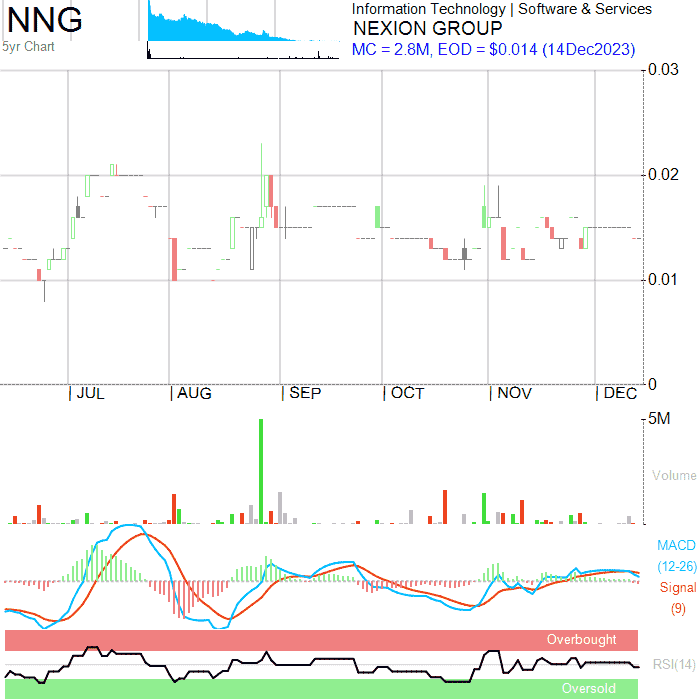 NNG
5yr Chart
Information Technology | Software & Services
NEXION GROUP
MC = 2.8M, EOD = $0.014 (14Dec2023)
0.03
0.02
0.01
0
| JUL | AUG | SEP | OCT | NOV | DEC
5M
Volume
MACD
(12-26)
Signal
(9)
Overbought
RSI(14)
Oversold